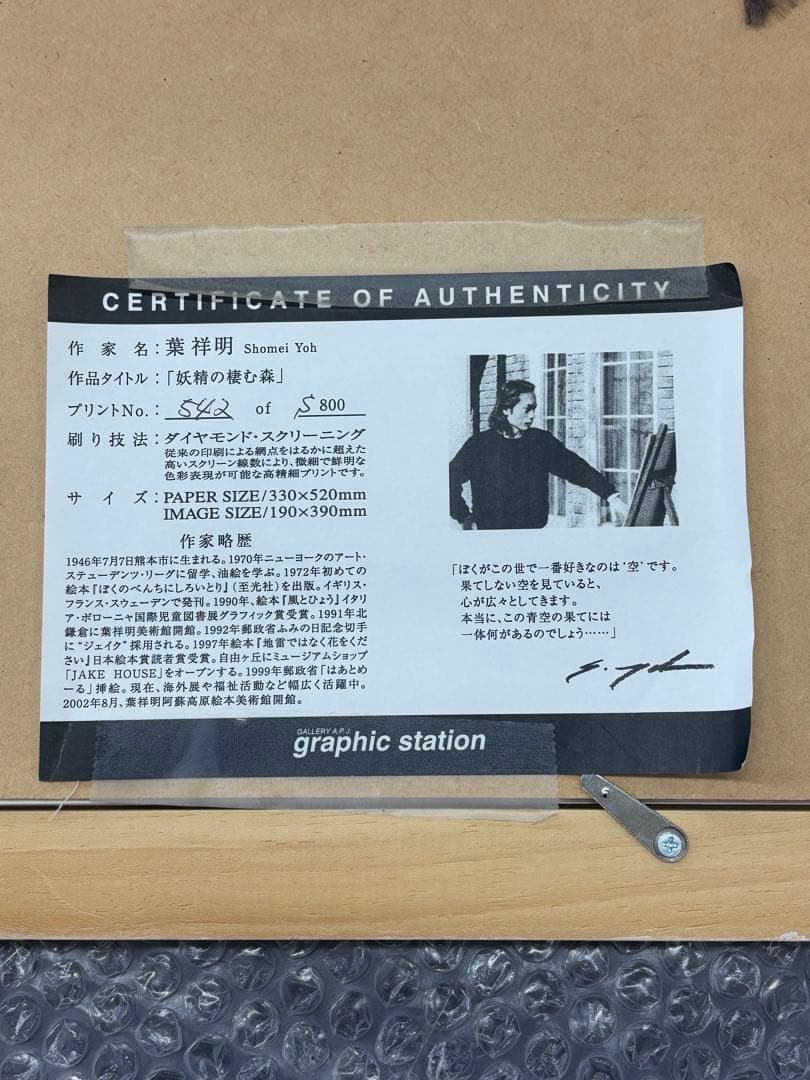 CERTIFICATE OF AUTHENTICITY
作家名：葉 祥明 Shomei Yoh
作品タイトル：「妖精の棲む森」
プリントNo.：542 of S800
刷り技法：ダイヤモンド・スクリーニング
従来の印刷による網点をはるかに超えた
高いスクリーン線数により、微細で鮮明な
色彩表現が可能な高精細プリントです。
サイズ：PAPER SIZE/330×520mm
IMAGE SIZE/190×390mm
作家略歴
1946年7月7日熊本市に生まれる。1970年ニューヨークのアート・
ステューデンツ・リーグに留学、油絵を学ぶ。1972年初めての
絵本『ぼくのべんちにしろいとり』（至光社）を出版。イギリス・
フランス・スウェーデンで発刊。1990年、絵本『風とひょう』イタリ
ア・ボローニャ国際児童図書展グラフィック賞受賞。1991年北
鎌倉に葉祥明美術館開館。1992年郵政省ふみの日記念切手
に“ジェイク”採用される。1997年絵本『地雷ではなく花をくだ
さい』日本絵本賞読者賞受賞。自由ヶ丘にミュージアムショップ
「JAKE HOUSE」をオープンする。1999年郵政省「はあとめ
ーる」挿絵。現在、海外展や福祉活動など幅広く活躍中。
2002年8月、葉祥明阿蘇高原絵本美術館開館。
「ぼくがこの世で一番好きなのは‘空’です。
果てしない空を見ていると、
心が広々としてきます。
本当に、この青空の果てには
一体何があるのでしょう……」
GALLERY A.P.J.
graphic station